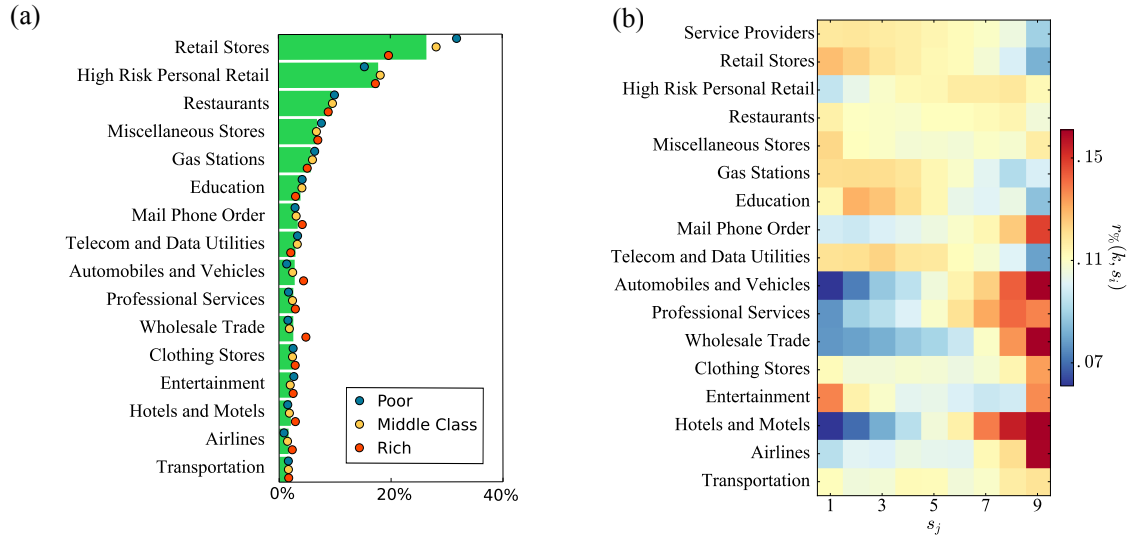 (a)
Retail Stores
High Risk Personal Retail
Restaurants
Miscellaneous Stores
Gas Stations
Education
Mail Phone Order
Telecom and Data Utilities
Automobiles and Vehicles
Professional Services
Wholesale Trade
Clothing Stores
Entertainment
Hotels and Motels
Airlines
Transportation
Poor
Middle Class
Rich
0% 20% 40%
(b)
Service Providers
Retail Stores
High Risk Personal Retail
Restaurants
Miscellaneous Stores
Gas Stations
Education
Mail Phone Order
Telecom and Data Utilities
Automobiles and Vehicles
Professional Services
Wholesale Trade
Clothing Stores
Entertainment
Hotels and Motels
Airlines
Transportation
1 3 5 7 9
s_j
.15
.11
.07
r_%(k, s_i)